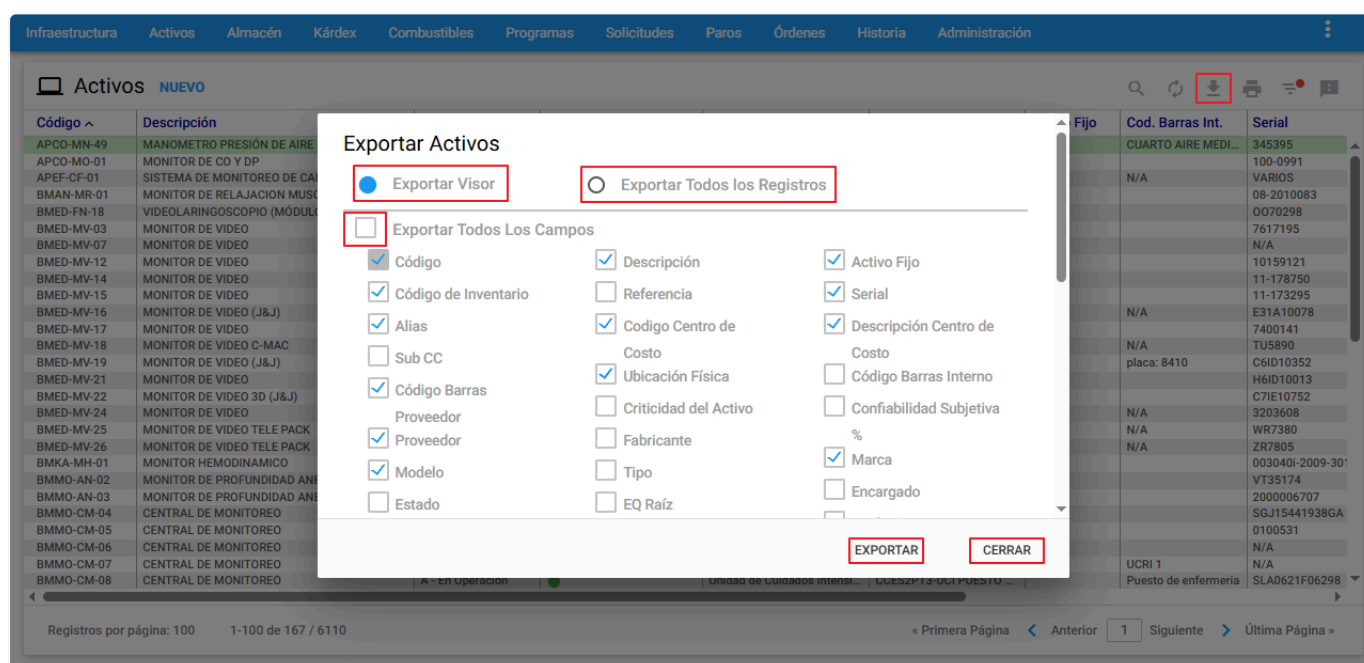 Infraestructura Activos Almacén Kárdex Combustibles Programas Solicitudes Paros Órdenes Historia Administración
Activos NUEVO
Código Descripción Fijo Cod. Barras Int. Serial
APCO-MN-49 MANOMETRO PRESIÓN DE AIRE CUARTO AIRE MEDI... 345395
APCO-MO-01 MONITOR DE CO Y DP 100-0991
APEF-CF-01 SISTEMA DE MONITOREO DE N/A VARIOS
BMAN-MR-01 MONITOR DE RELAJACION 08-2010083
BMED-FN-18 VIDEOLARINGOSCOPIO 0070298
BMED-MV-03 MONITOR DE VIDEO 7617195
BMED-MV-07 MONITOR DE VIDEO N/A
BMED-MV-12 MONITOR DE VIDEO 10159121
BMED-MV-14 MONITOR DE VIDEO 11-178750
BMED-MV-15 MONITOR DE VIDEO 11-173295
BMED-MV-16 MONITOR DE VIDEO (J&J) N/A E31A10078
BMED-MV-17 MONITOR DE VIDEO 7400141
BMED-MV-18 MONITOR DE VIDEO C-MAC N/A TU5890
BMED-MV-19 MONITOR DE VIDEO (J&J) placa: 8410 C6ID10352
BMED-MV-21 MONITOR DE VIDEO H6ID10013
BMED-MV-22 MONITOR DE VIDEO 3D (J&J) C7IE10752
BMED-MV-24 MONITOR DE VIDEO N/A 3203608
BMED-MV-25 MONITOR DE VIDEO TELE PACK N/A WR7380
BMED-MV-26 MONITOR DE VIDEO TELE PACK N/A ZR7805
BMKA-MH-01 MONITOR HEMODINAMICO 003040i-2009-301
BMMO-AN-02 MONITOR DE PROFUNDIDAD VT35174
BMMO-AN-03 MONITOR DE PROFUNDIDAD 2000006707
BMMO-CM-04 CENTRAL DE MONITOREO SGJ15441938GA
BMMO-CM-05 CENTRAL DE MONITOREO 0100531
BMMO-CM-06 CENTRAL DE MONITOREO N/A
BMMO-CM-07 CENTRAL DE MONITOREO UCRI 1 N/A
BMMO-CM-08 CENTRAL DE MONITOREO A - En Operación Unidad de Cuidados Intensi... CCES2P13-UCI PUESTO ... Puesto de enfermeria SLA0621F06298
Exportar Activos
Exportar Visor Exportar Todos los Registros
Exportar Todos Los Campos
Código Descripción Activo Fijo
Código de Inventario Referencia Serial
Alias Codigo Centro de Costo Descripción Centro de Costo
Sub CC Ubicación Física Código Barras Interno
Código Barras Proveedor Criticidad del Activo Confiabilidad Subjetiva %
Proveedor Fabricante Marca
Modelo Tipo Encargado
Estado EQ Raíz
EXPORTAR CERRAR
Registros por página: 100 1-100 de 167 / 6110 « Primera Página Anterior 1 Siguiente Última Página »